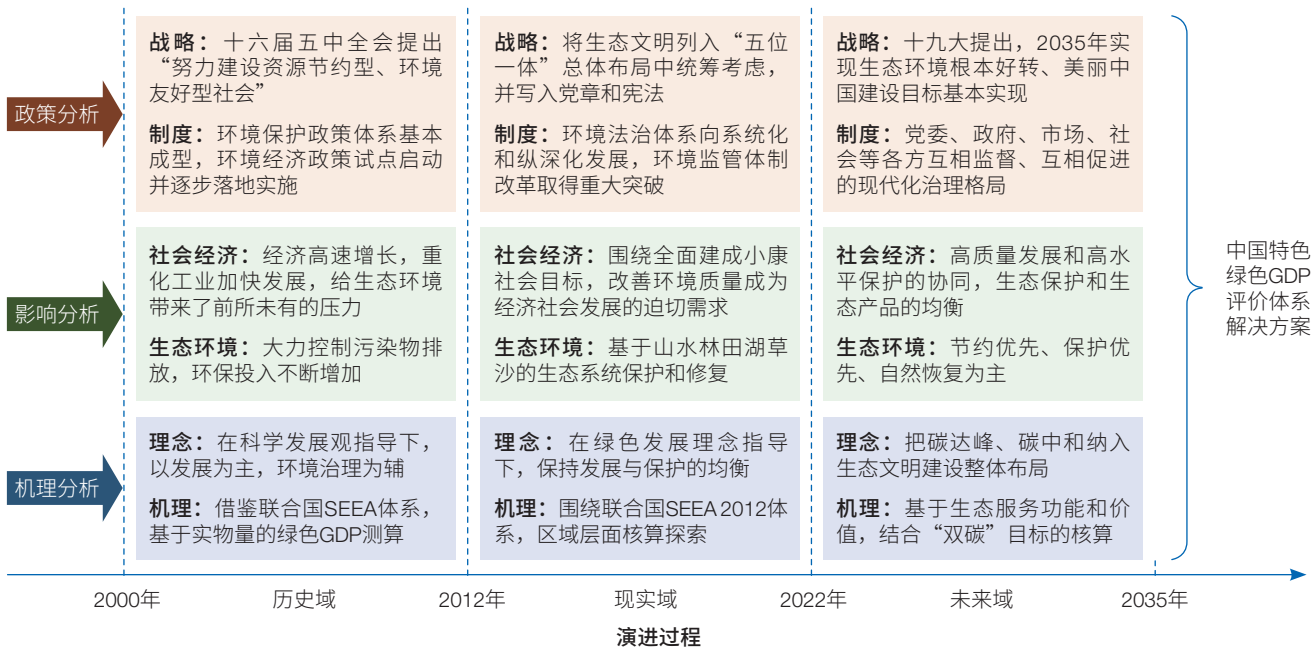 政策分析
战略：十六届五中全会提出
“努力建设资源节约型、环境
友好型社会”
制度：环境保护政策体系基本
成型，环境经济政策试点启动
并逐步落地实施
战略：将生态文明列入“五位
一体”总体布局中统筹考虑，
并写入党章和宪法
制度：环境法治体系向系统化
和纵深化发展，环境监管体制
改革取得重大突破
战略：十九大提出，2035年实
现生态环境根本好转、美丽中
国建设目标基本实现
制度：党委、政府、市场、社
会等各方互相监督、互相促进
的现代化治理格局
影响分析
社会经济：经济高速增长，重
化工业加快发展，给生态环境
带来了前所未有的压力
生态环境：大力控制污染物排
放，环保投入不断增加
社会经济：围绕全面建成小康
社会目标，改善环境质量成为
经济社会发展的迫切需求
生态环境：基于山水林田湖草
沙的生态系统保护和修复
社会经济：高质量发展和高水
平保护的协同，生态保护和生
态产品的均衡
生态环境：节约优先、保护优
先、自然恢复为主
机理分析
理念：在科学发展观指导下，
以发展为主，环境治理为辅
机理：借鉴联合国SEEA体系，
基于实物量的绿色GDP测算
理念：在绿色发展理念指导
下，保持发展与保护的均衡
机理：围绕联合国SEEA 2012体
系，区域层面核算探索
理念：把碳达峰、碳中和纳入
生态文明建设整体布局
机理：基于生态服务功能和价
值，结合“双碳”目标的核算
中国特色
绿色GDP
评价体系
解决方案
2000年 历史域 2012年 现实域 2022年 未来域 2035年
演进过程